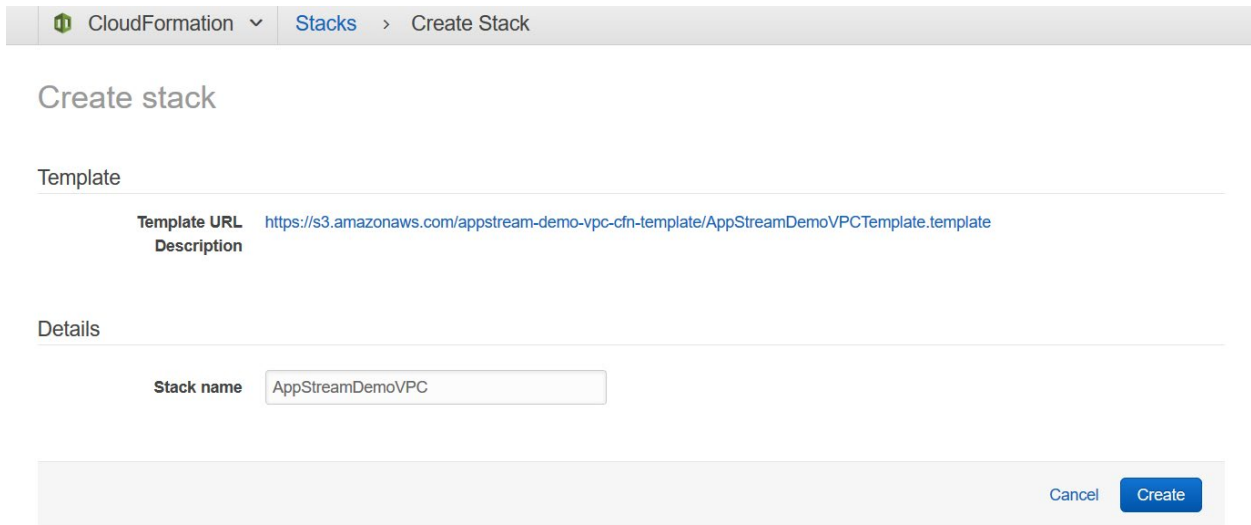 CloudFormation Stacks > Create Stack
Create stack
Template
Template URL https://s3.amazonaws.com/appstream-demo-vpc-cfn-template/AppStreamDemoVPCTemplate.template
Description
Details
Stack name AppStreamDemoVPC
Cancel Create